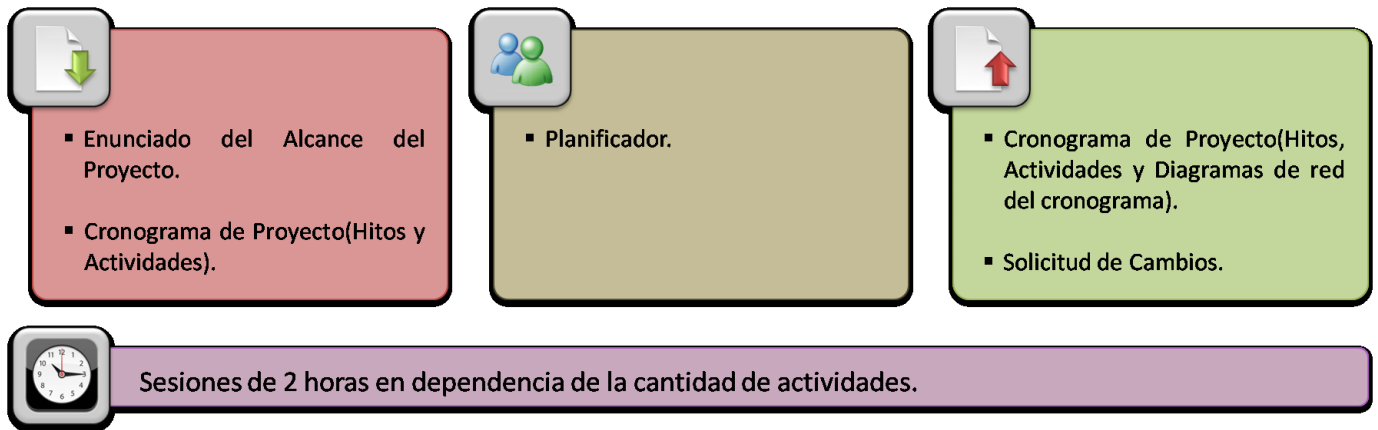 ▪ Enunciado del Alcance del
Proyecto.
▪ Cronograma de Proyecto(Hitos y
Actividades).
▪ Planificador.
▪ Cronograma de Proyecto(Hitos,
Actividades y Diagramas de red
del cronograma).
▪ Solicitud de Cambios.
Sesiones de 2 horas en dependencia de la cantidad de actividades.